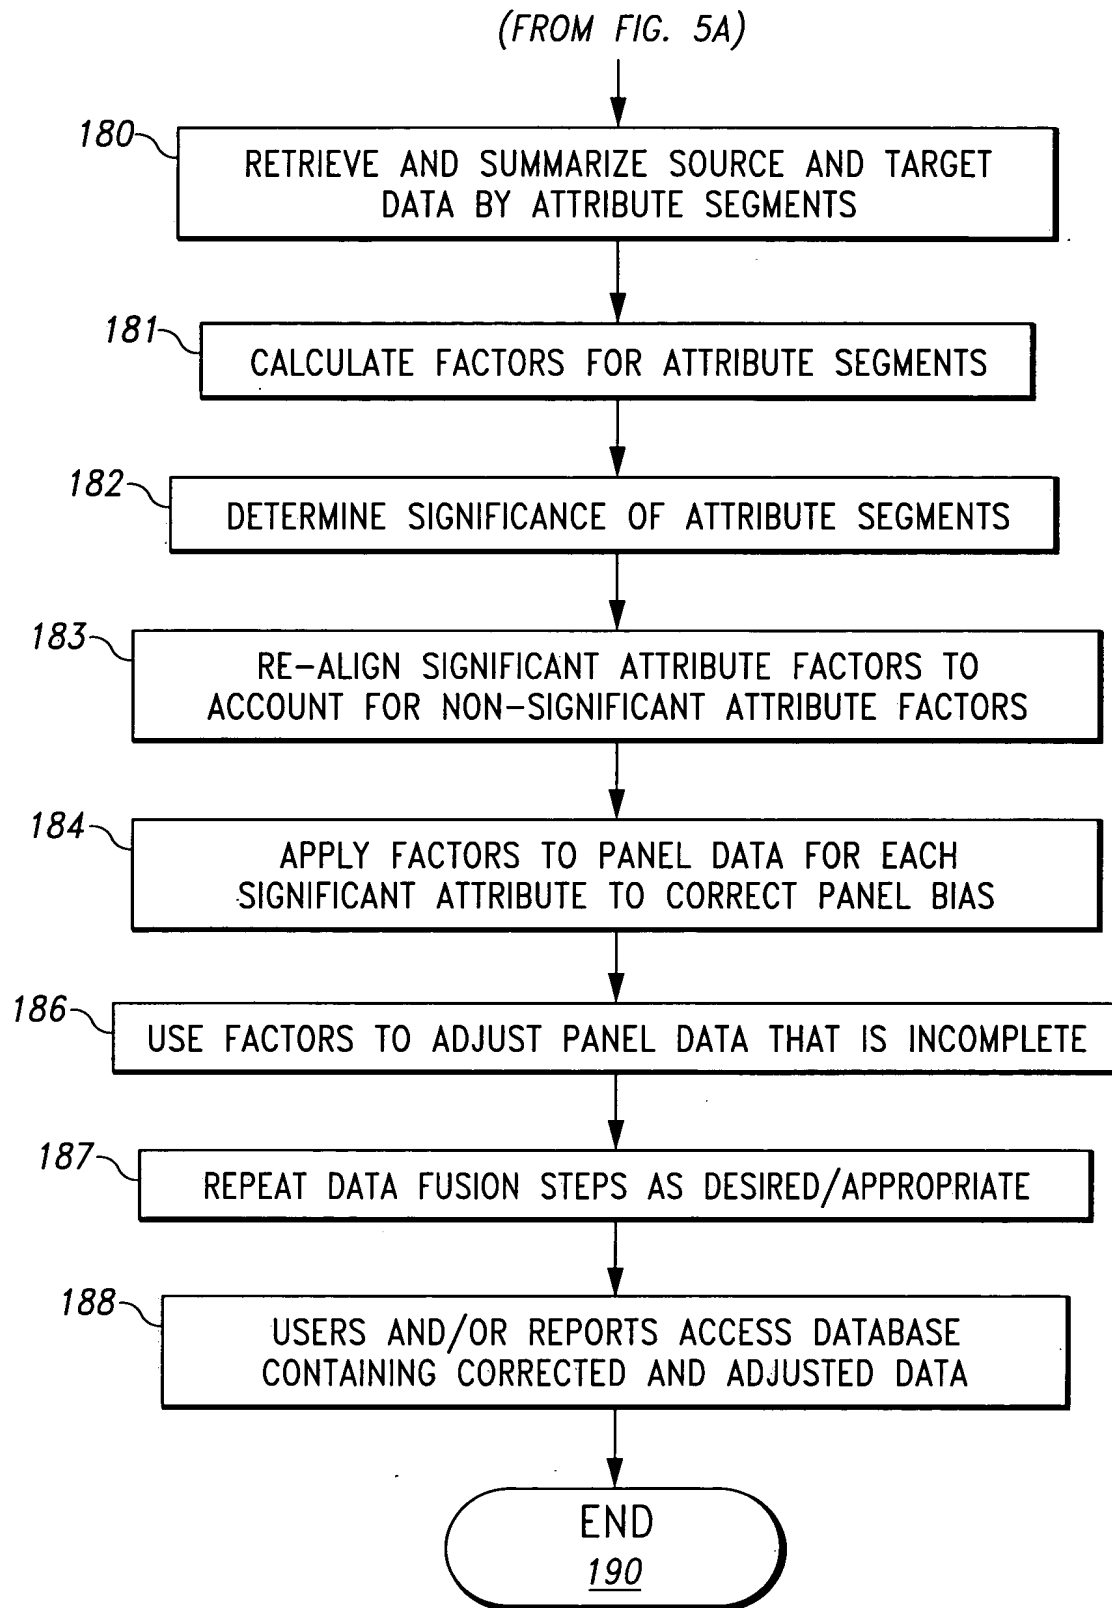 (FROM FIG. 5A)
180
RETRIEVE AND SUMMARIZE SOURCE AND TARGET
DATA BY ATTRIBUTE SEGMENTS
181
CALCULATE FACTORS FOR ATTRIBUTE SEGMENTS
182
DETERMINE SIGNIFICANCE OF ATTRIBUTE SEGMENTS
183
RE-ALIGN SIGNIFICANT ATTRIBUTE FACTORS TO
ACCOUNT FOR NON-SIGNIFICANT ATTRIBUTE FACTORS
184
APPLY FACTORS TO PANEL DATA FOR EACH
SIGNIFICANT ATTRIBUTE TO CORRECT PANEL BIAS
186
USE FACTORS TO ADJUST PANEL DATA THAT IS INCOMPLETE
187
REPEAT DATA FUSION STEPS AS DESIRED/APPROPRIATE
188
USERS AND/OR REPORTS ACCESS DATABASE
CONTAINING CORRECTED AND ADJUSTED DATA
END
190